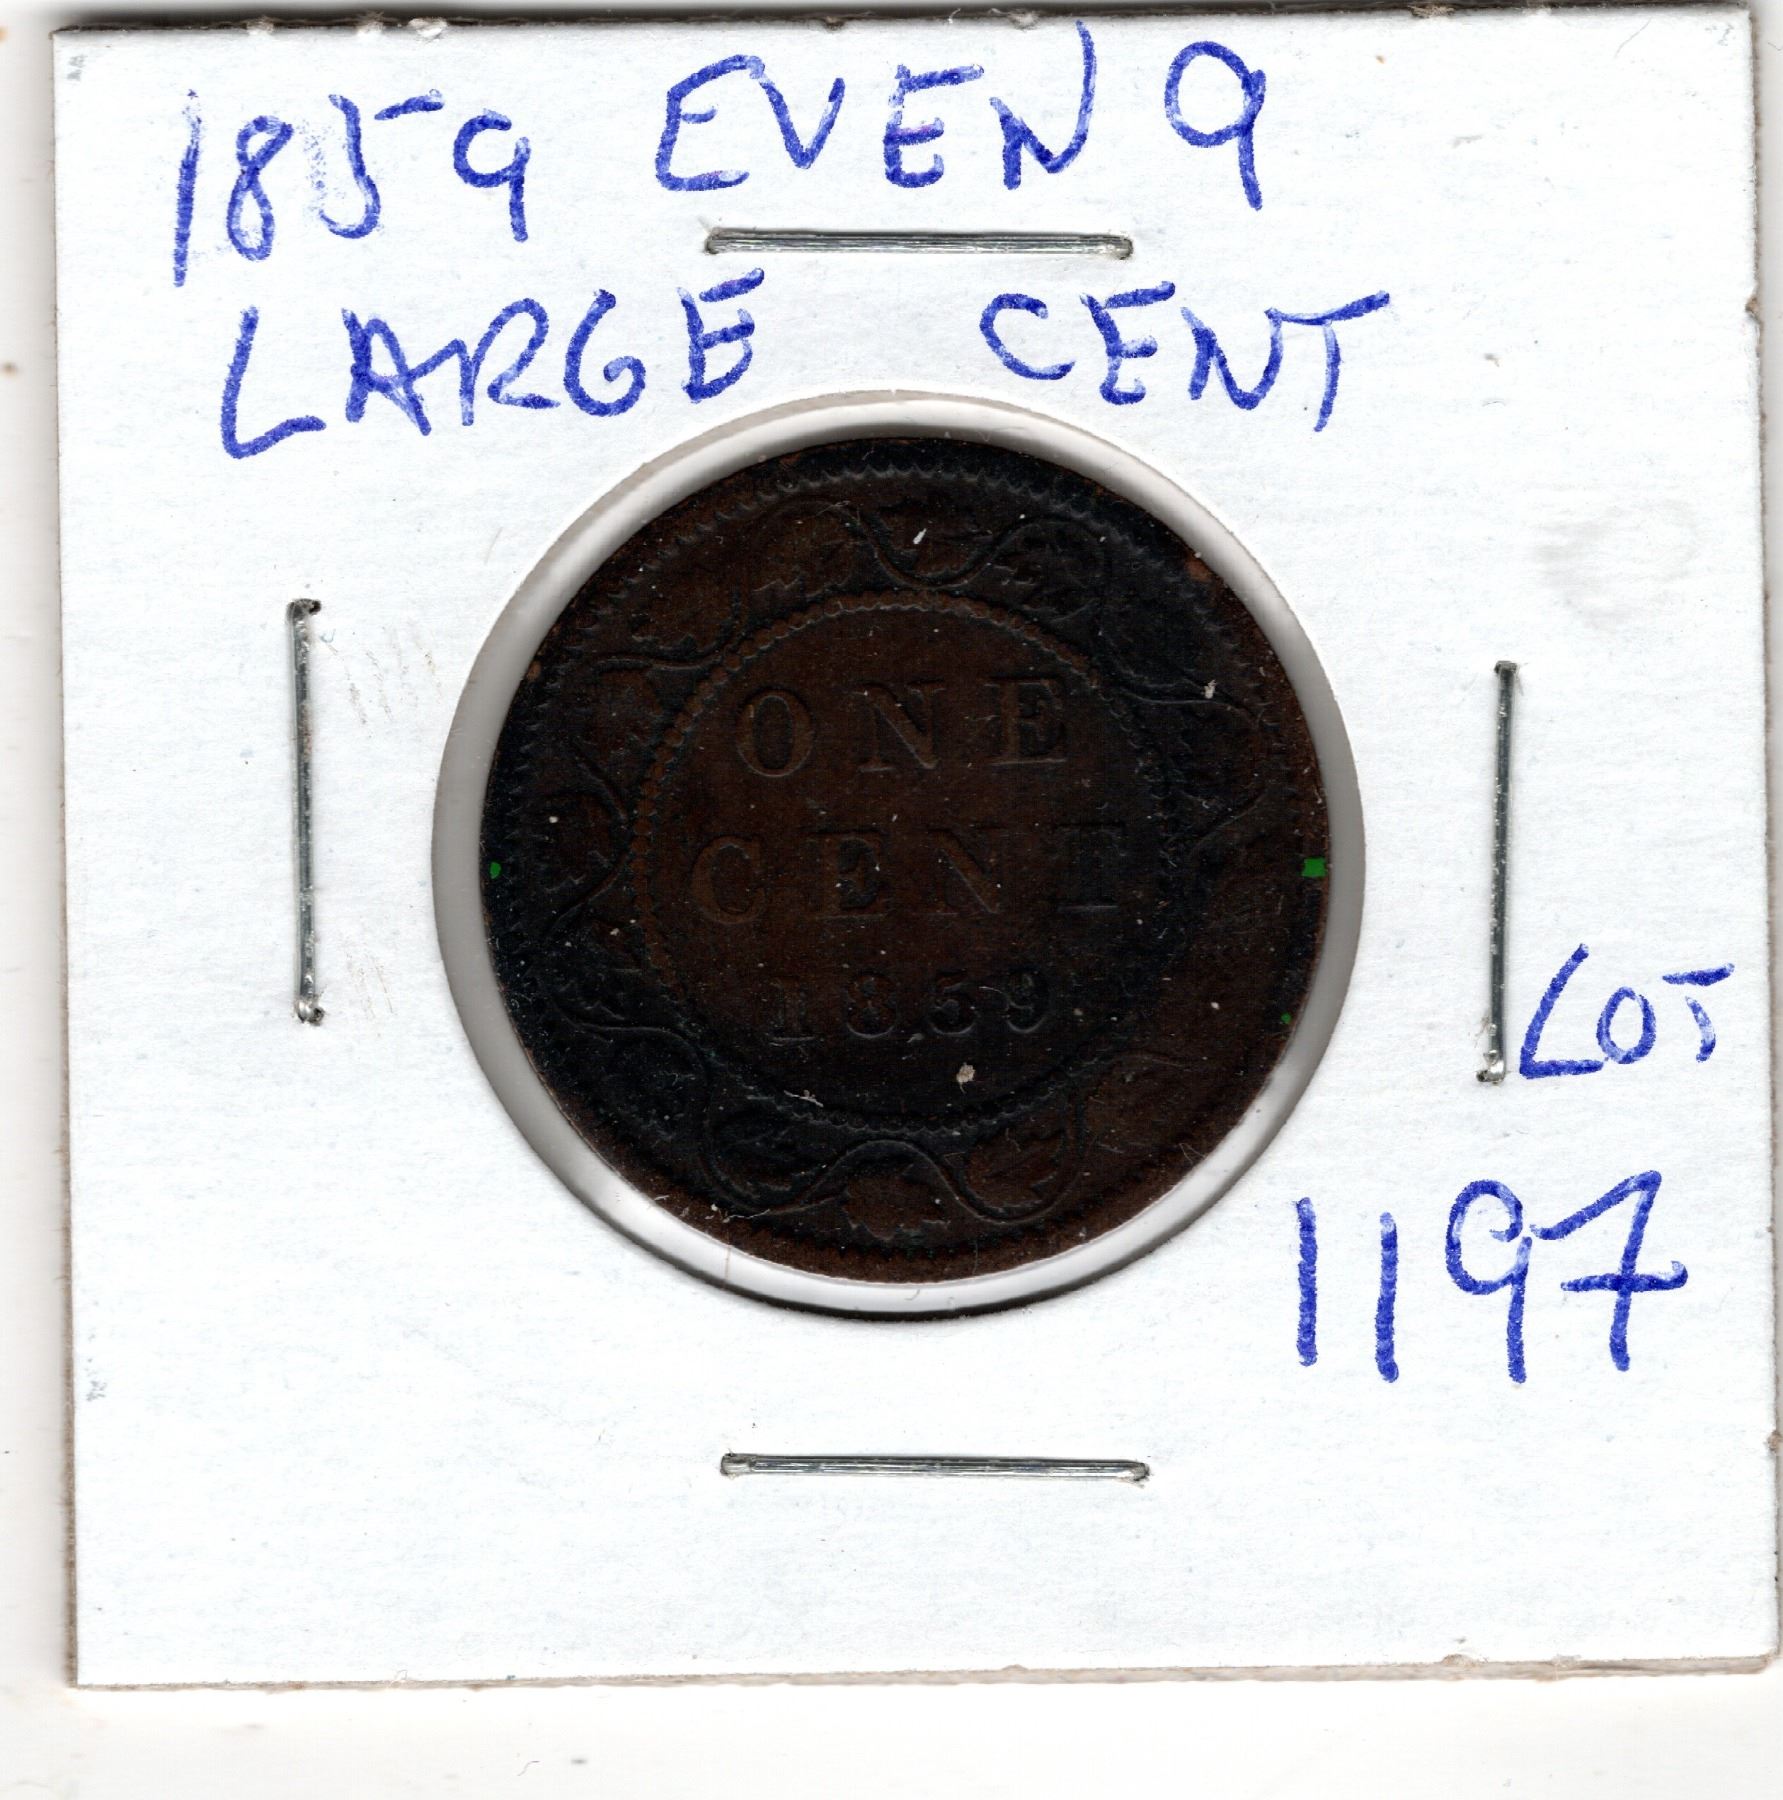 1859 EVEN 9
LARGE CENT
ONE
CENT
1859
LOT
1197